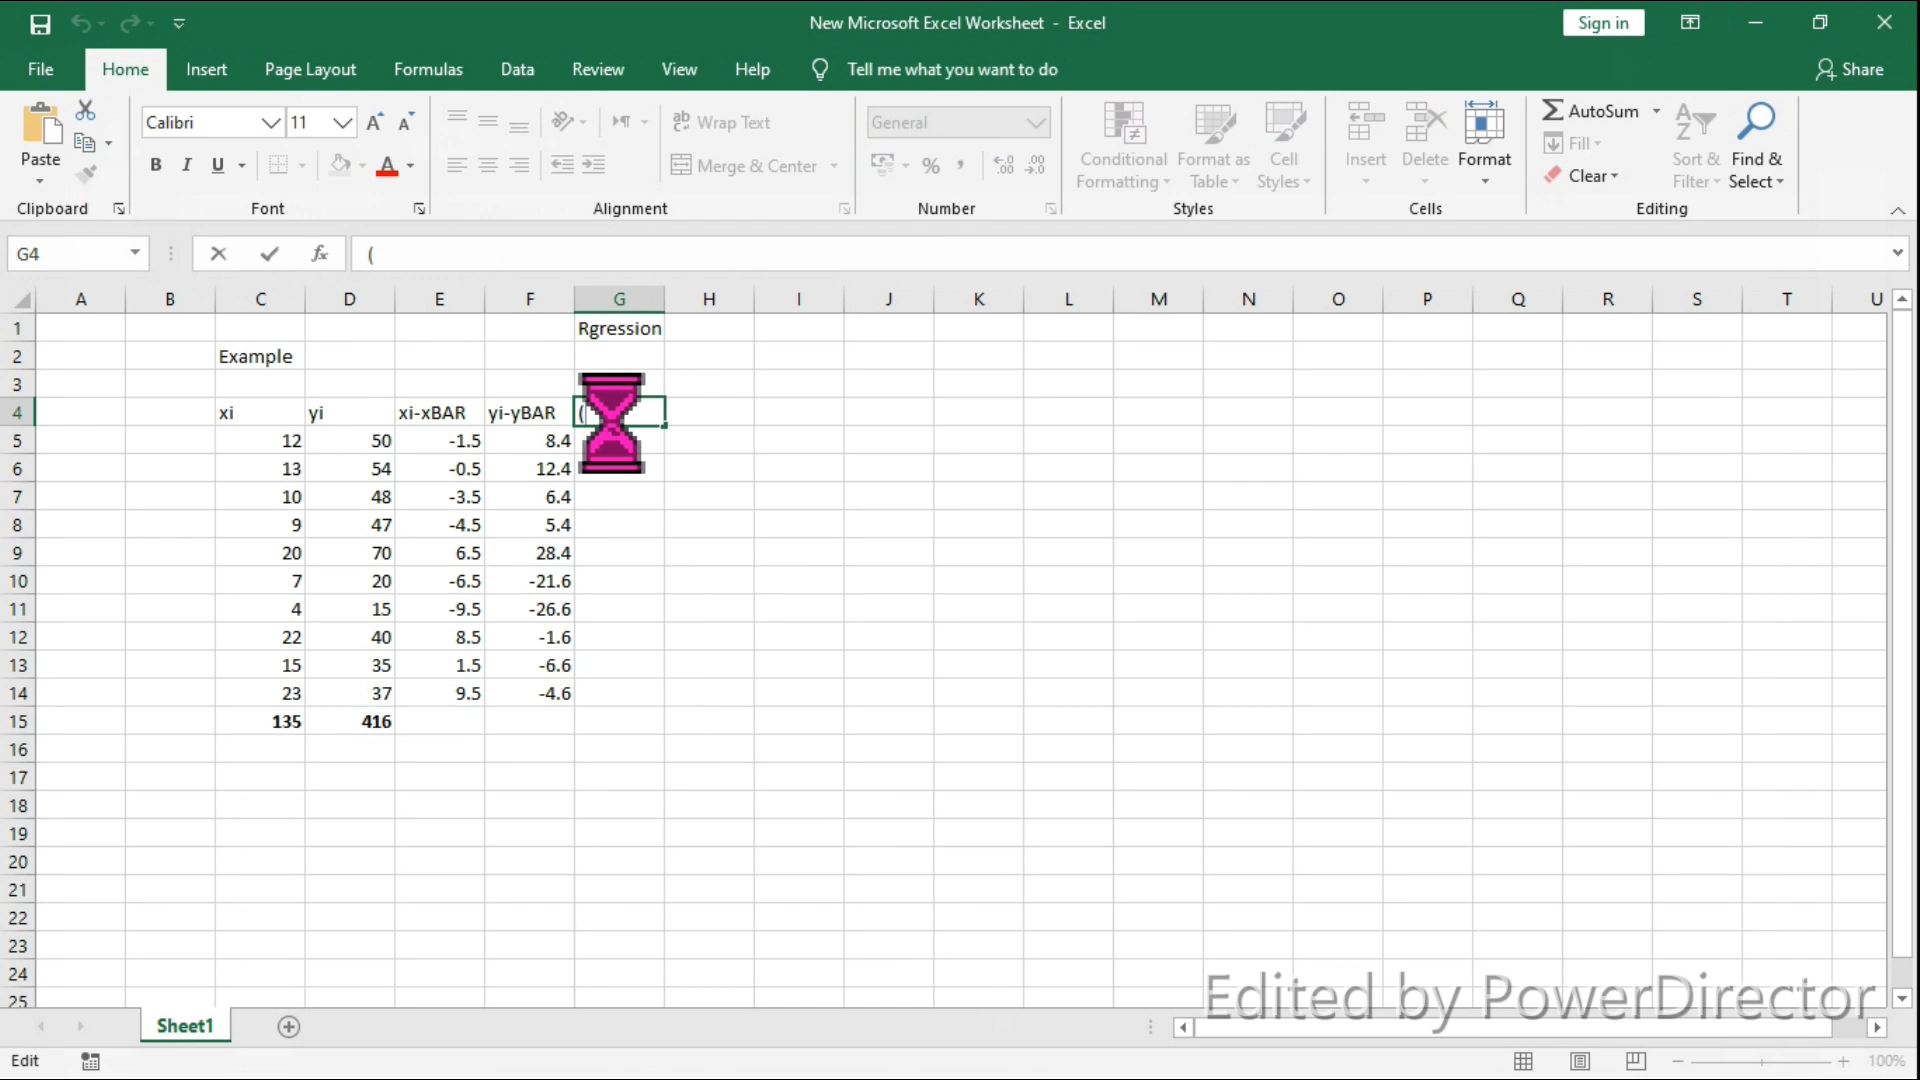 New Microsoft Excel Worksheet - Excel
Sign in
File Home Insert Page Layout Formulas Data Review View Help Tell me what you want to do Share
Paste
Clipboard
Calibri 11
B I U A
Font
ab Wrap Text
Merge & Center
Alignment
General
% , .00 .00
Number
Conditional Formatting
Format as Table
Cell Styles
Styles
Insert Delete Format
Cells
AutoSum
Fill
Clear
Sort & Filter
Find & Select
Editing
G4 fx (
A B C D E F G H I J K L M N O P Q R S T U
1 Rgression
2 Example
3
4 xi yi xi-xBAR yi-yBAR (
5 12 50 -1.5 8.4
6 13 54 -0.5 12.4
7 10 48 -3.5 6.4
8 9 47 -4.5 5.4
9 20 70 6.5 28.4
10 7 20 -6.5 -21.6
11 4 15 -9.5 -26.6
12 22 40 8.5 -1.6
13 15 35 1.5 -6.6
14 23 37 9.5 -4.6
15 135 416
16
17
18
19
20
21
22
23
24
25
Edited by PowerDirector
Sheet1
Edit 100%